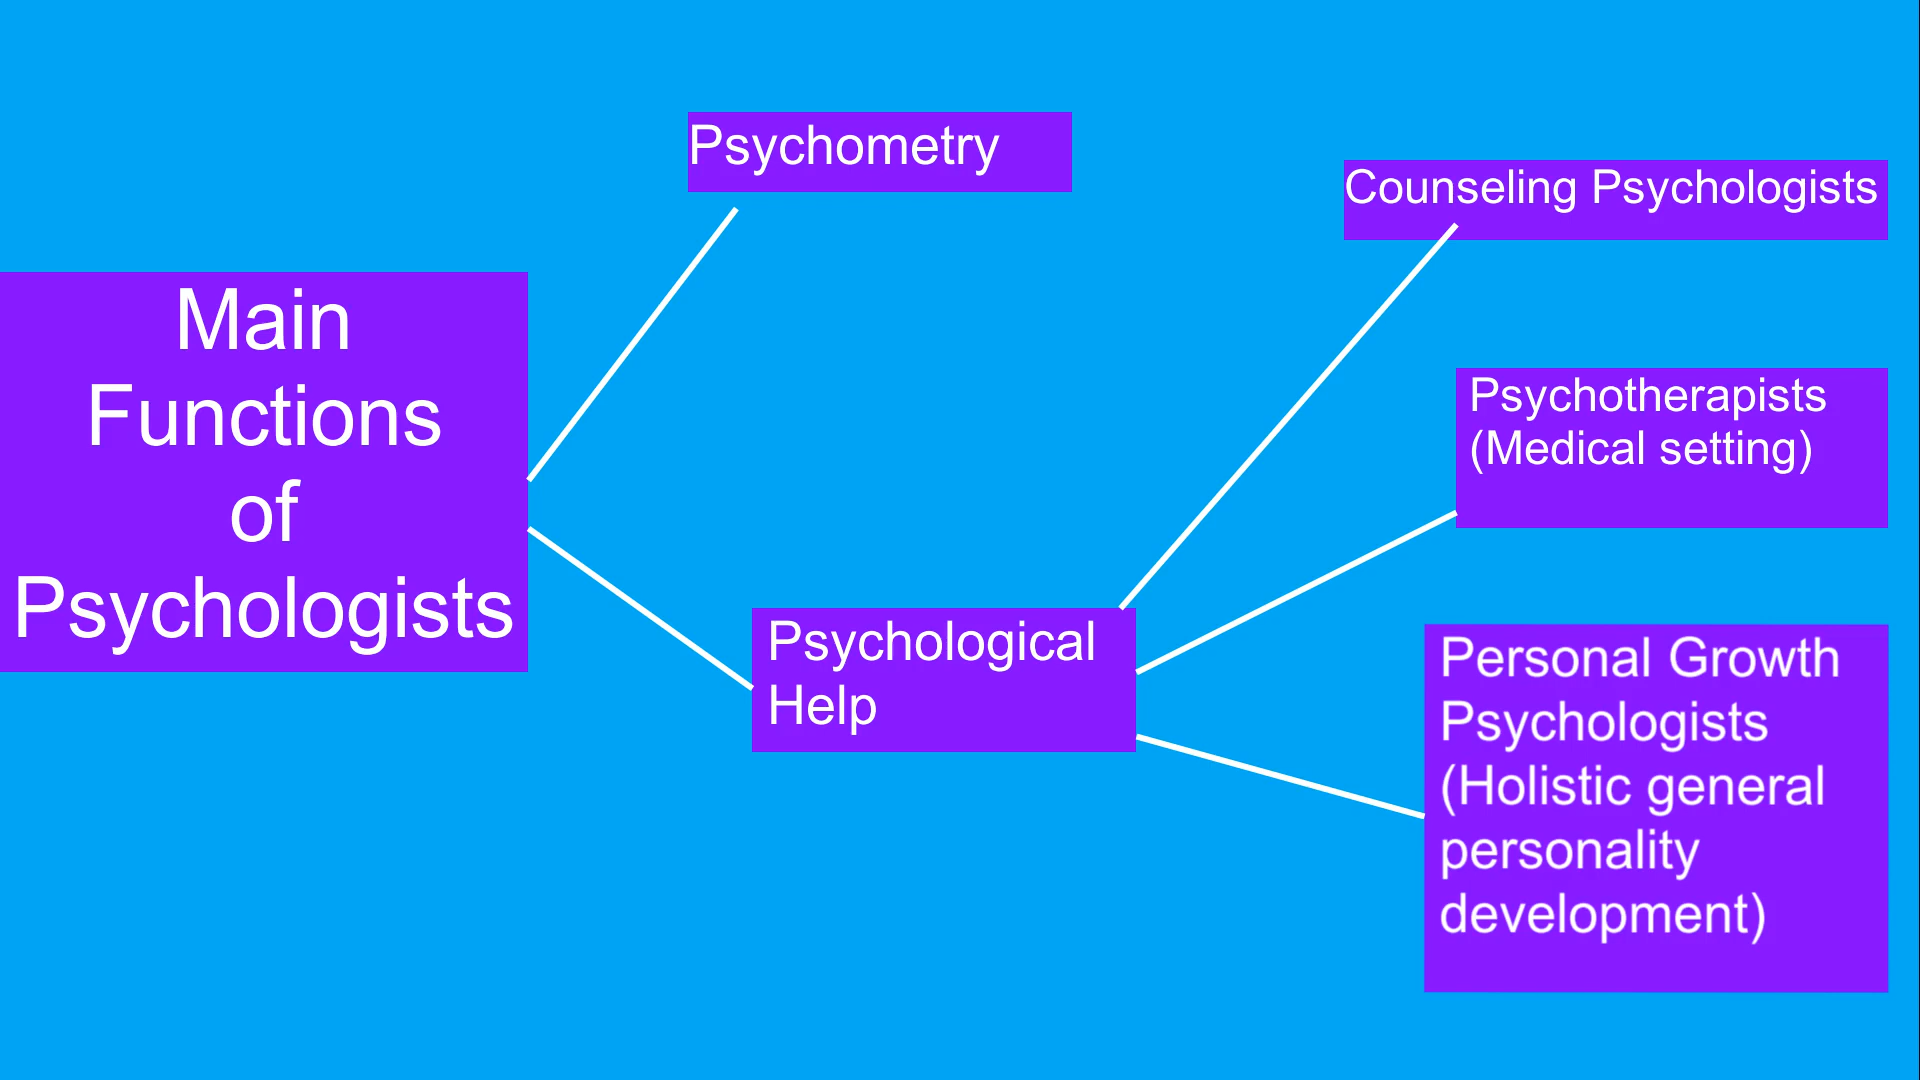 Main
Functions
of
Psychologists
Psychometry
Psychological
Help
Counseling Psychologists
Psychotherapists
(Medical setting)
Personal Growth
Psychologists
(Holistic general
personality
development)